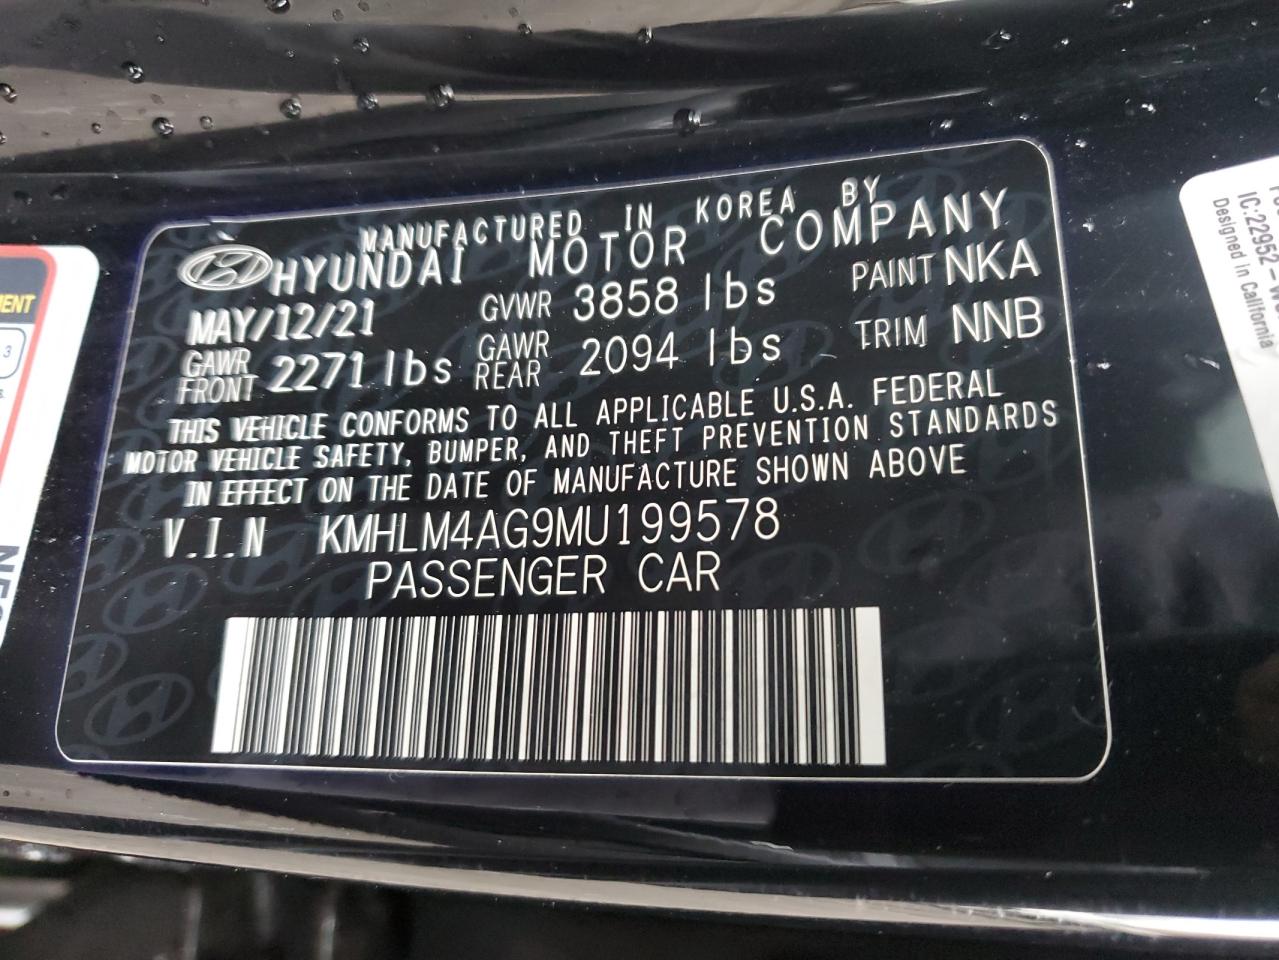 MANUFACTURED IN KOREA BY
HYUNDAI MOTOR COMPANY
MAY/12/21 GVWR 3858 lbs PAINT NKA
GAWR FRONT 2271 lbs GAWR REAR 2094 lbs TRIM NNB
THIS VEHICLE CONFORMS TO ALL APPLICABLE U.S.A. FEDERAL
MOTOR VEHICLE SAFETY, BUMPER, AND THEFT PREVENTION STANDARDS
IN EFFECT ON THE DATE OF MANUFACTURE SHOWN ABOVE
V.I.N KMHLM4AG9MU199578
PASSENGER CAR
IC:22952-
Designed in California